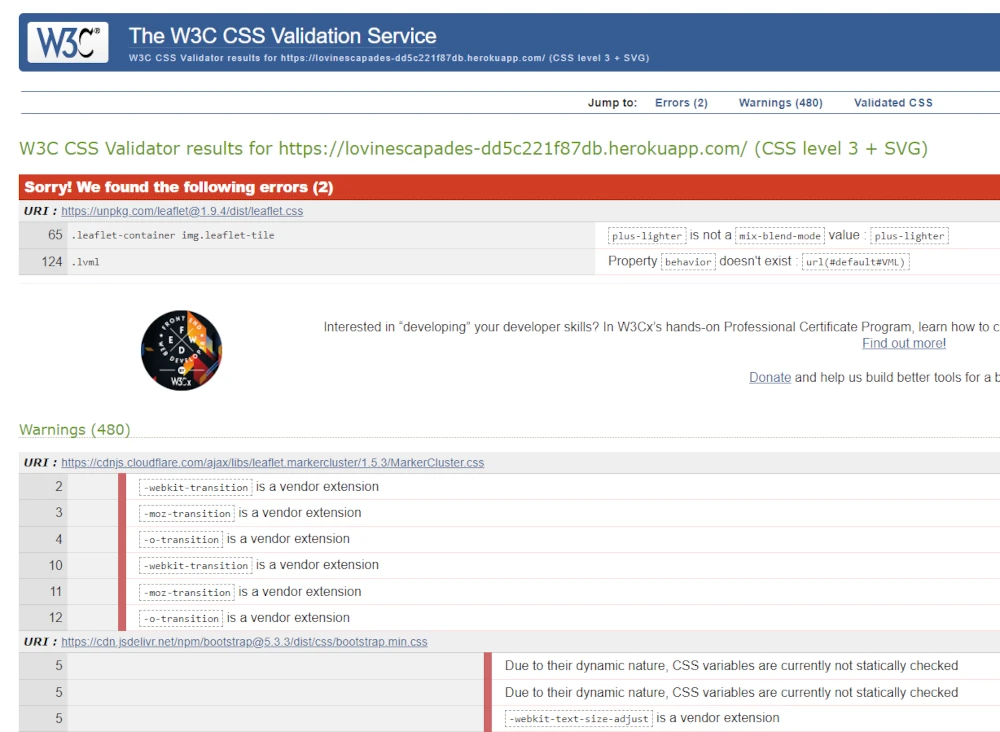 W3C®
The W3C CSS Validation Service
W3C CSS Validator results for https://lovinescapades-dd5c221f87db.herokuapp.com/ (CSS level 3 + SVG)
Jump to: Errors (2) Warnings (480) Validated CSS
W3C CSS Validator results for https://lovinescapades-dd5c221f87db.herokuapp.com/ (CSS level 3 + SVG)
Sorry! We found the following errors (2)
URI : https://unpkg.com/leaflet@1.9.4/dist/leaflet.css
65 .leaflet-container img.leaflet-tile plus-lighter is not a mix-blend-mode value : plus-lighter
124 .lvml Property behavior doesn't exist : url(#default#VML)
FRONT END
WEB DEVELOPER
F E W D
W3Cx
Interested in “developing” your developer skills? In W3Cx’s hands-on Professional Certificate Program, learn how to c
Find out more!
Donate and help us build better tools for a b
Warnings (480)
URI : https://cdnjs.cloudflare.com/ajax/libs/leaflet.markercluster/1.5.3/MarkerCluster.css
2 -webkit-transition is a vendor extension
3 -moz-transition is a vendor extension
4 -o-transition is a vendor extension
10 -webkit-transition is a vendor extension
11 -moz-transition is a vendor extension
12 -o-transition is a vendor extension
URI : https://cdn.jsdelivr.net/npm/bootstrap@5.3.3/dist/css/bootstrap.min.css
5 Due to their dynamic nature, CSS variables are currently not statically checked
5 Due to their dynamic nature, CSS variables are currently not statically checked
5 -webkit-text-size-adjust is a vendor extension